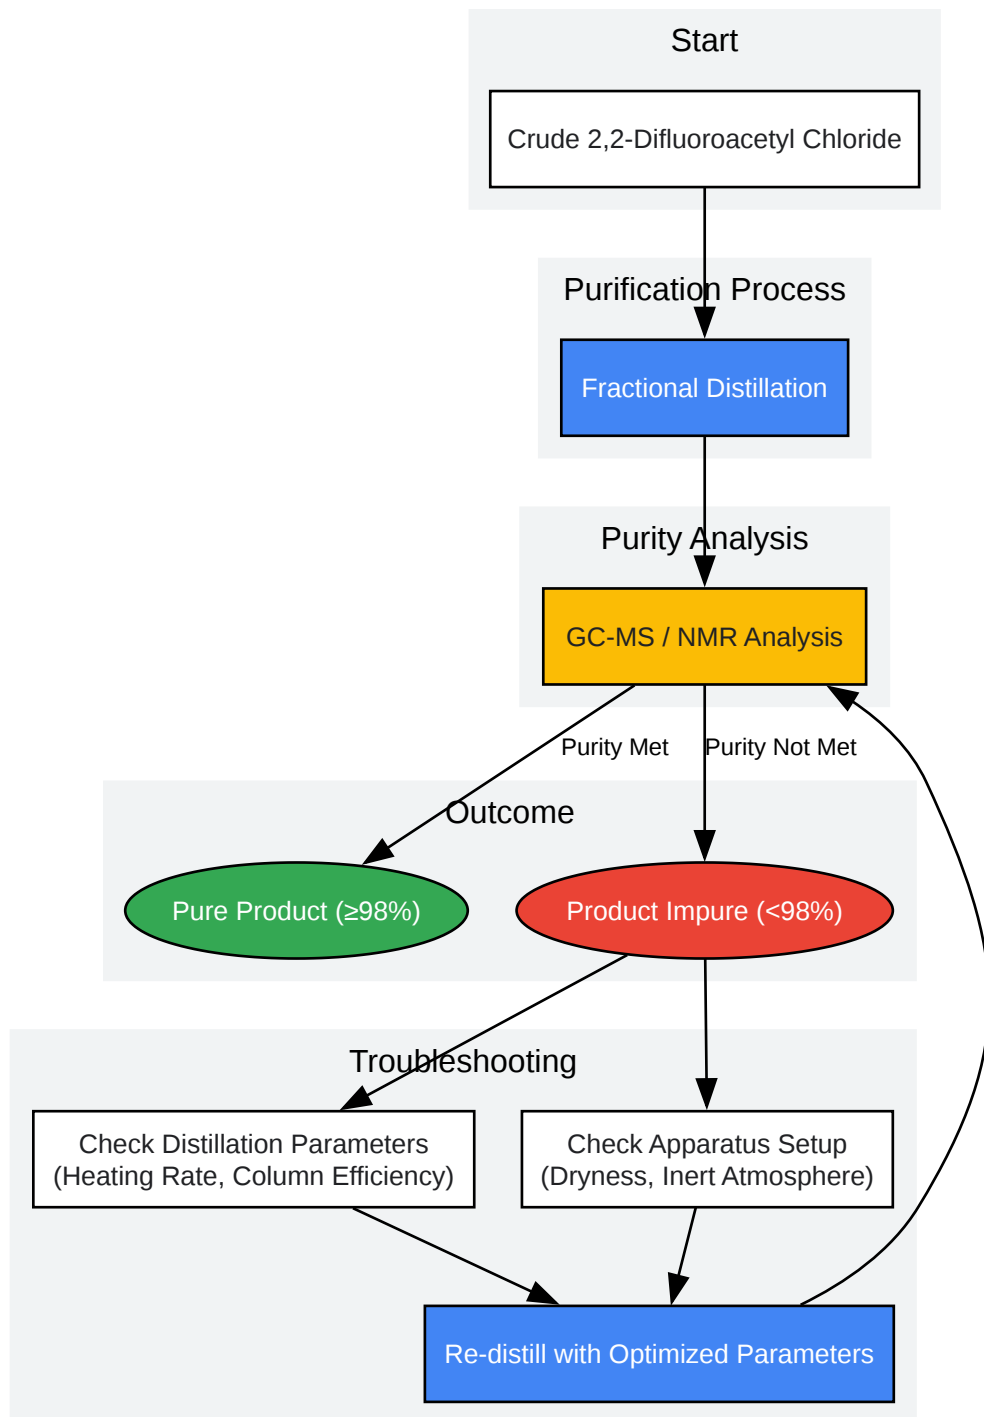 Start
Crude 2,2-Difluoroacetyl Chloride
Purification Process
Fractional Distillation
Purity Analysis
GC-MS / NMR Analysis
Purity Met
Purity Not Met
Outcome
Pure Product (≥98%)
Product Impure (<98%)
Troubleshooting
Check Distillation Parameters
(Heating Rate, Column Efficiency)
Check Apparatus Setup
(Dryness, Inert Atmosphere)
Re-distill with Optimized Parameters